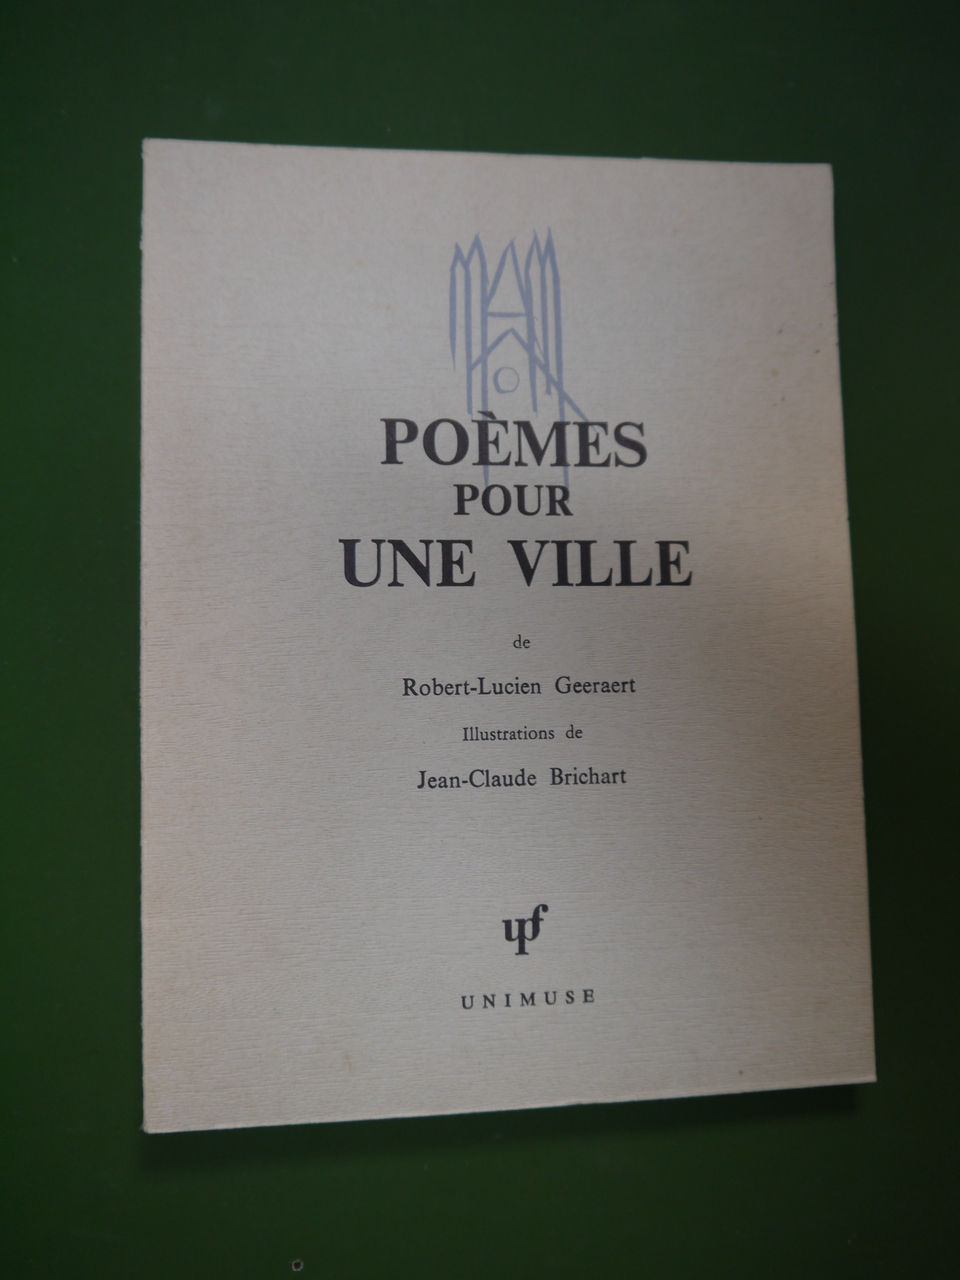 POÈMES
POUR
UNE VILLE
de
Robert-Lucien Geeraert
Illustrations de
Jean-Claude Brichart
upf
UNIMUSE